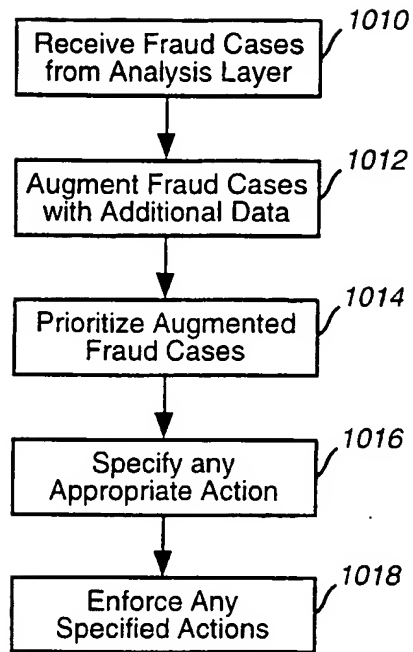 1010
Receive Fraud Cases
from Analysis Layer
1012
Augment Fraud Cases
with Additional Data
1014
Prioritize Augmented
Fraud Cases
1016
Specify any
Appropriate Action
1018
Enforce Any
Specified Actions